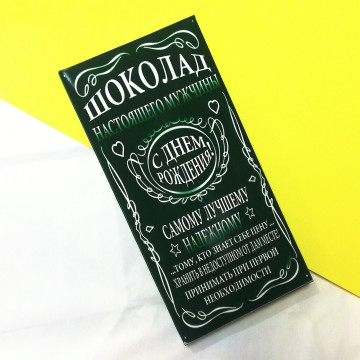 ШОКОЛАД
НАСТОЯЩЕГО МУЖЧИНЫ
С ДНЕМ
РОЖДЕНИЯ!
САМОМУ ЛУЧШЕМУ
НАДЕЖНОМУ
...ТОМУ, КТО ЗНАЕТ СЕБЕ ЦЕНУ...
ХРАНИТЬ В НЕДОСТУПНОМ ОТ ДАМ МЕСТЕ!
ПРИНИМАТЬ ПРИ ПЕРВОЙ
НЕОБХОДИМОСТИ